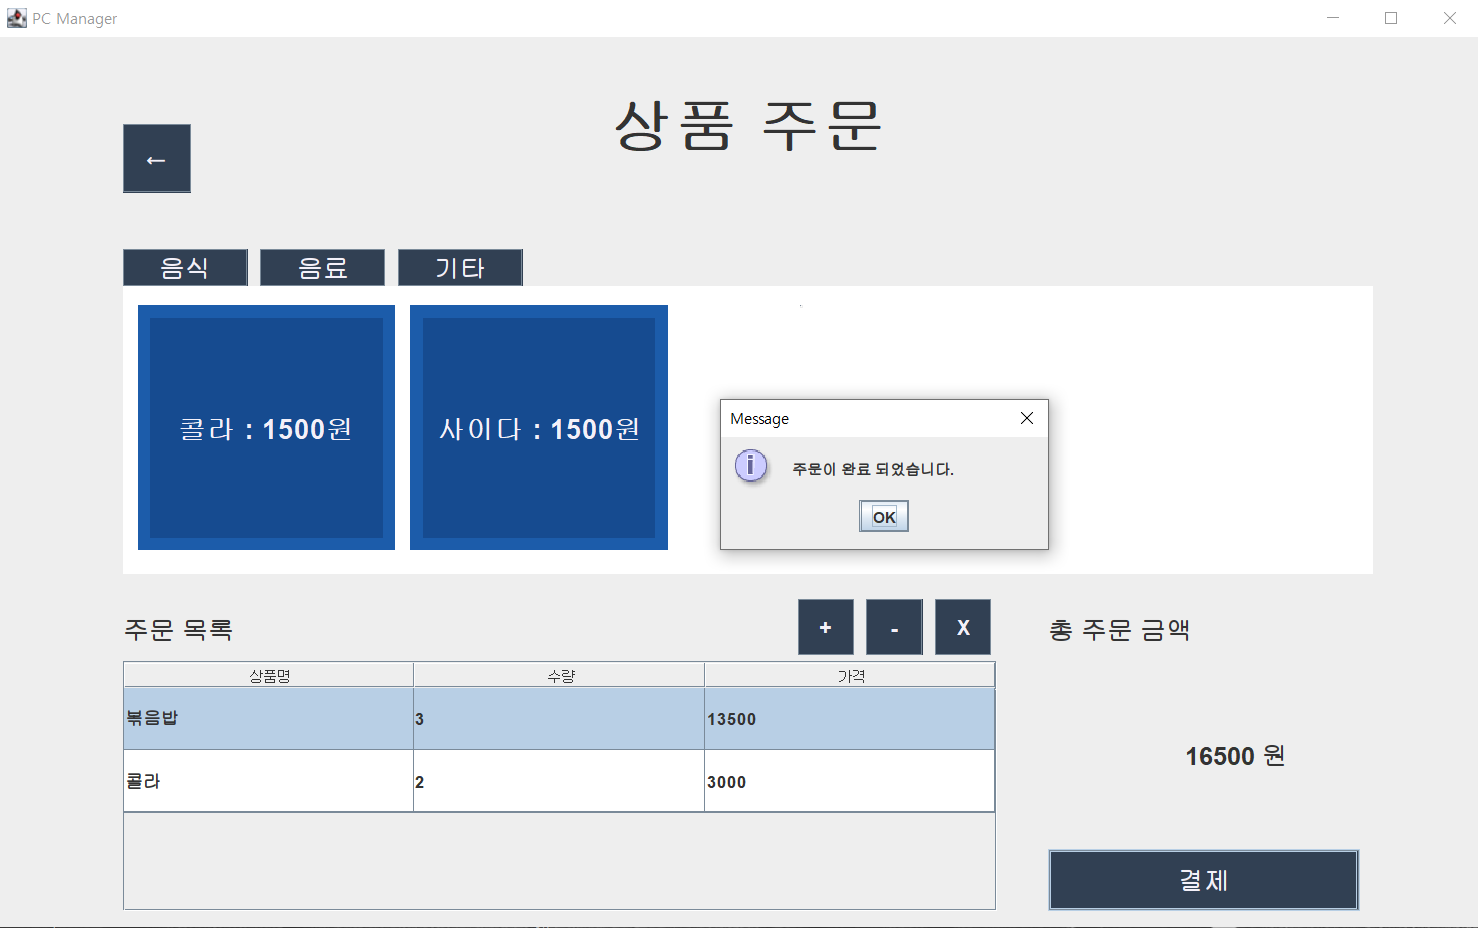 PC Manager
상품 주문
←
음식 음료 기타
콜라 : 1500원 사이다 : 1500원
Message
주문이 완료 되었습니다.
OK
주문 목록 + - X 총 주문 금액
상품명 수량 가격
볶음밥 3 13500
콜라 2 3000
16500 원
결제